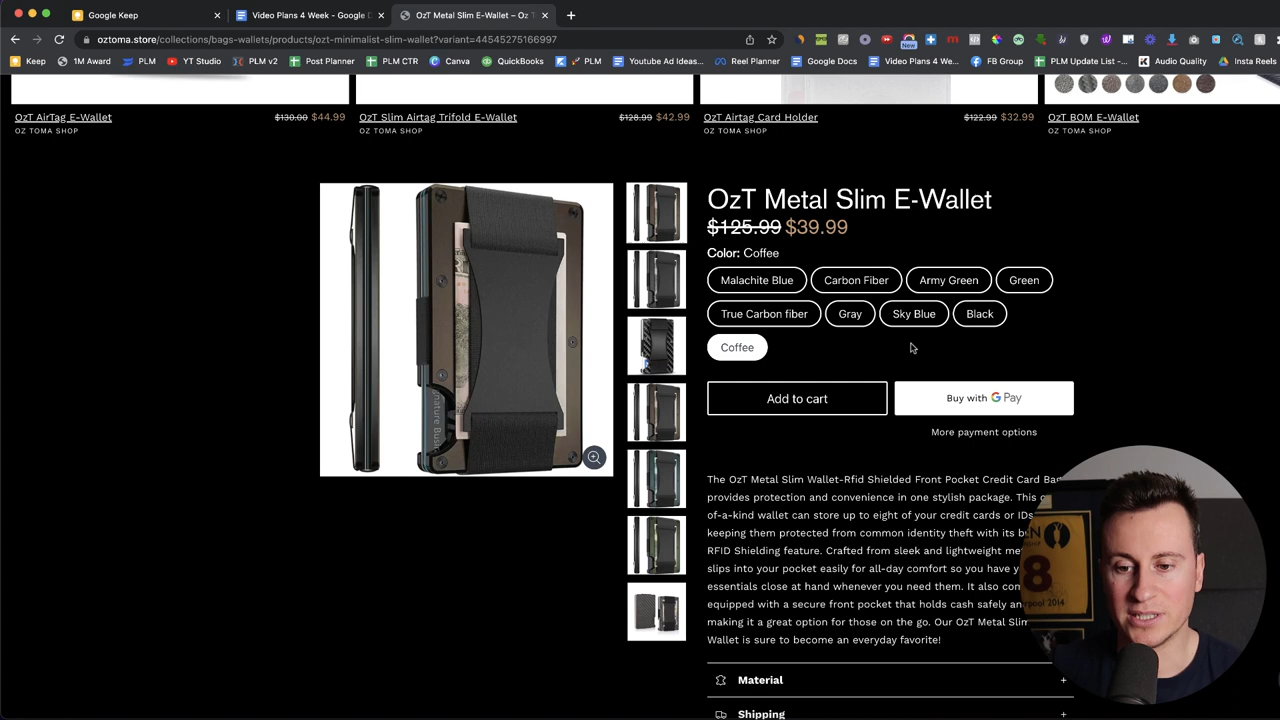 Google Keep
Video Plans 4 Week - Google D
OzT Metal Slim E-Wallet – Oz T
oztoma.store/collections/bags-wallets/products/ozt-minimalist-slim-wallet?variant=44545275166997
New
Keep
1M Award
PLM
YT Studio
PLM v2
Post Planner
PLM CTR
Canva
QuickBooks
PLM
Youtube Ad Ideas...
Reel Planner
Google Docs
Video Plans 4 We...
FB Group
PLM Update List -...
Audio Quality
Insta Reels
OzT AirTag E-Wallet
$130.00 $44.99
OZ TOMA SHOP
OzT Slim Airtag Trifold E-Wallet
$128.99 $42.99
OZ TOMA SHOP
OzT Airtag Card Holder
$122.99 $32.99
OZ TOMA SHOP
OzT BOM E-Wallet
OZ TOMA SHOP
OzT Metal Slim E-Wallet
$125.99 $39.99
Color: Coffee
Malachite Blue
Carbon Fiber
Army Green
Green
True Carbon fiber
Gray
Sky Blue
Black
Coffee
Add to cart
Buy with G Pay
More payment options
The OzT Metal Slim Wallet-Rfid Shielded Front Pocket Credit Card Bag
provides protection and convenience in one stylish package. This
of-a-kind wallet can store up to eight of your credit cards or IDs
keeping them protected from common identity theft with its
RFID Shielding feature. Crafted from sleek and lightweight
slips into your pocket easily for all-day comfort so you have
essentials close at hand whenever you need them. It also
equipped with a secure front pocket that holds cash safely
making it a great option for those on the go. Our OzT Metal Slim
Wallet is sure to become an everyday favorite!
Material
+
Shipping
+
8
2014